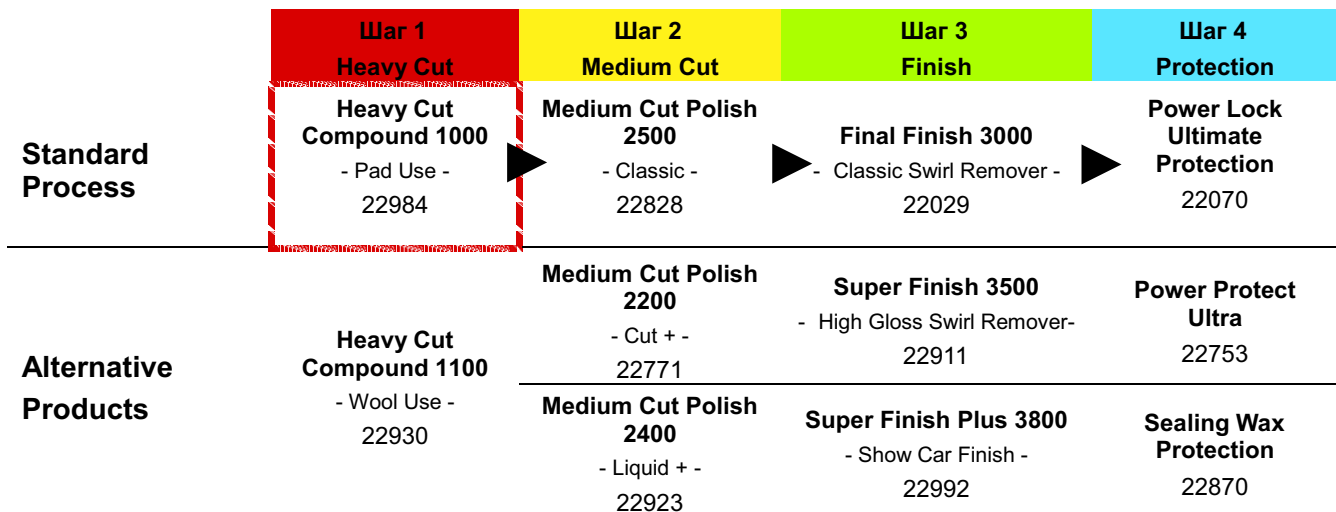 Шаг 1
Heavy Cut
Шаг 2
Medium Cut
Шаг 3
Finish
Шаг 4
Protection
Standard
Process
Heavy Cut
Compound 1000
- Pad Use -
22984
Medium Cut Polish
2500
- Classic -
22828
Final Finish 3000
- Classic Swirl Remover -
22029
Power Lock
Ultimate
Protection
22070
Alternative
Products
Heavy Cut
Compound 1100
- Wool Use -
22930
Medium Cut Polish
2200
- Cut + -
22771
Super Finish 3500
- High Gloss Swirl Remover-
22911
Power Protect
Ultra
22753
Medium Cut Polish
2400
- Liquid + -
22923
Super Finish Plus 3800
- Show Car Finish -
22992
Sealing Wax
Protection
22870